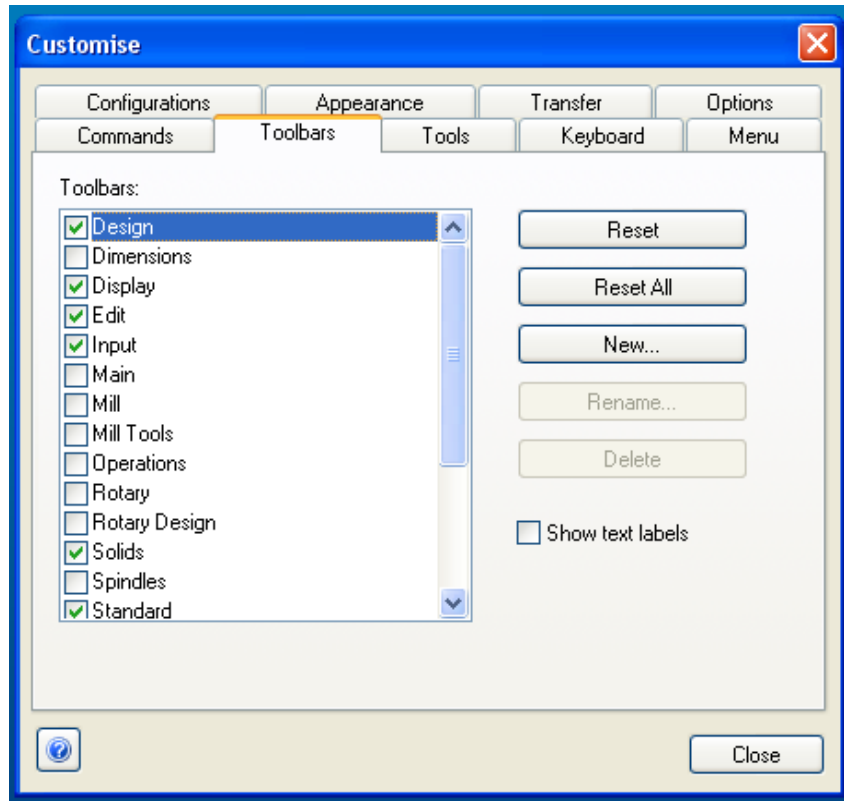 Customise
Configurations Appearance Transfer Options
Commands Toolbars Tools Keyboard Menu
Toolbars:
Design
Dimensions
Display
Edit
Input
Main
Mill
Mill Tools
Operations
Rotary
Rotary Design
Solids
Spindles
Standard
Reset
Reset All
New...
Rename...
Delete
Show text labels
?
Close